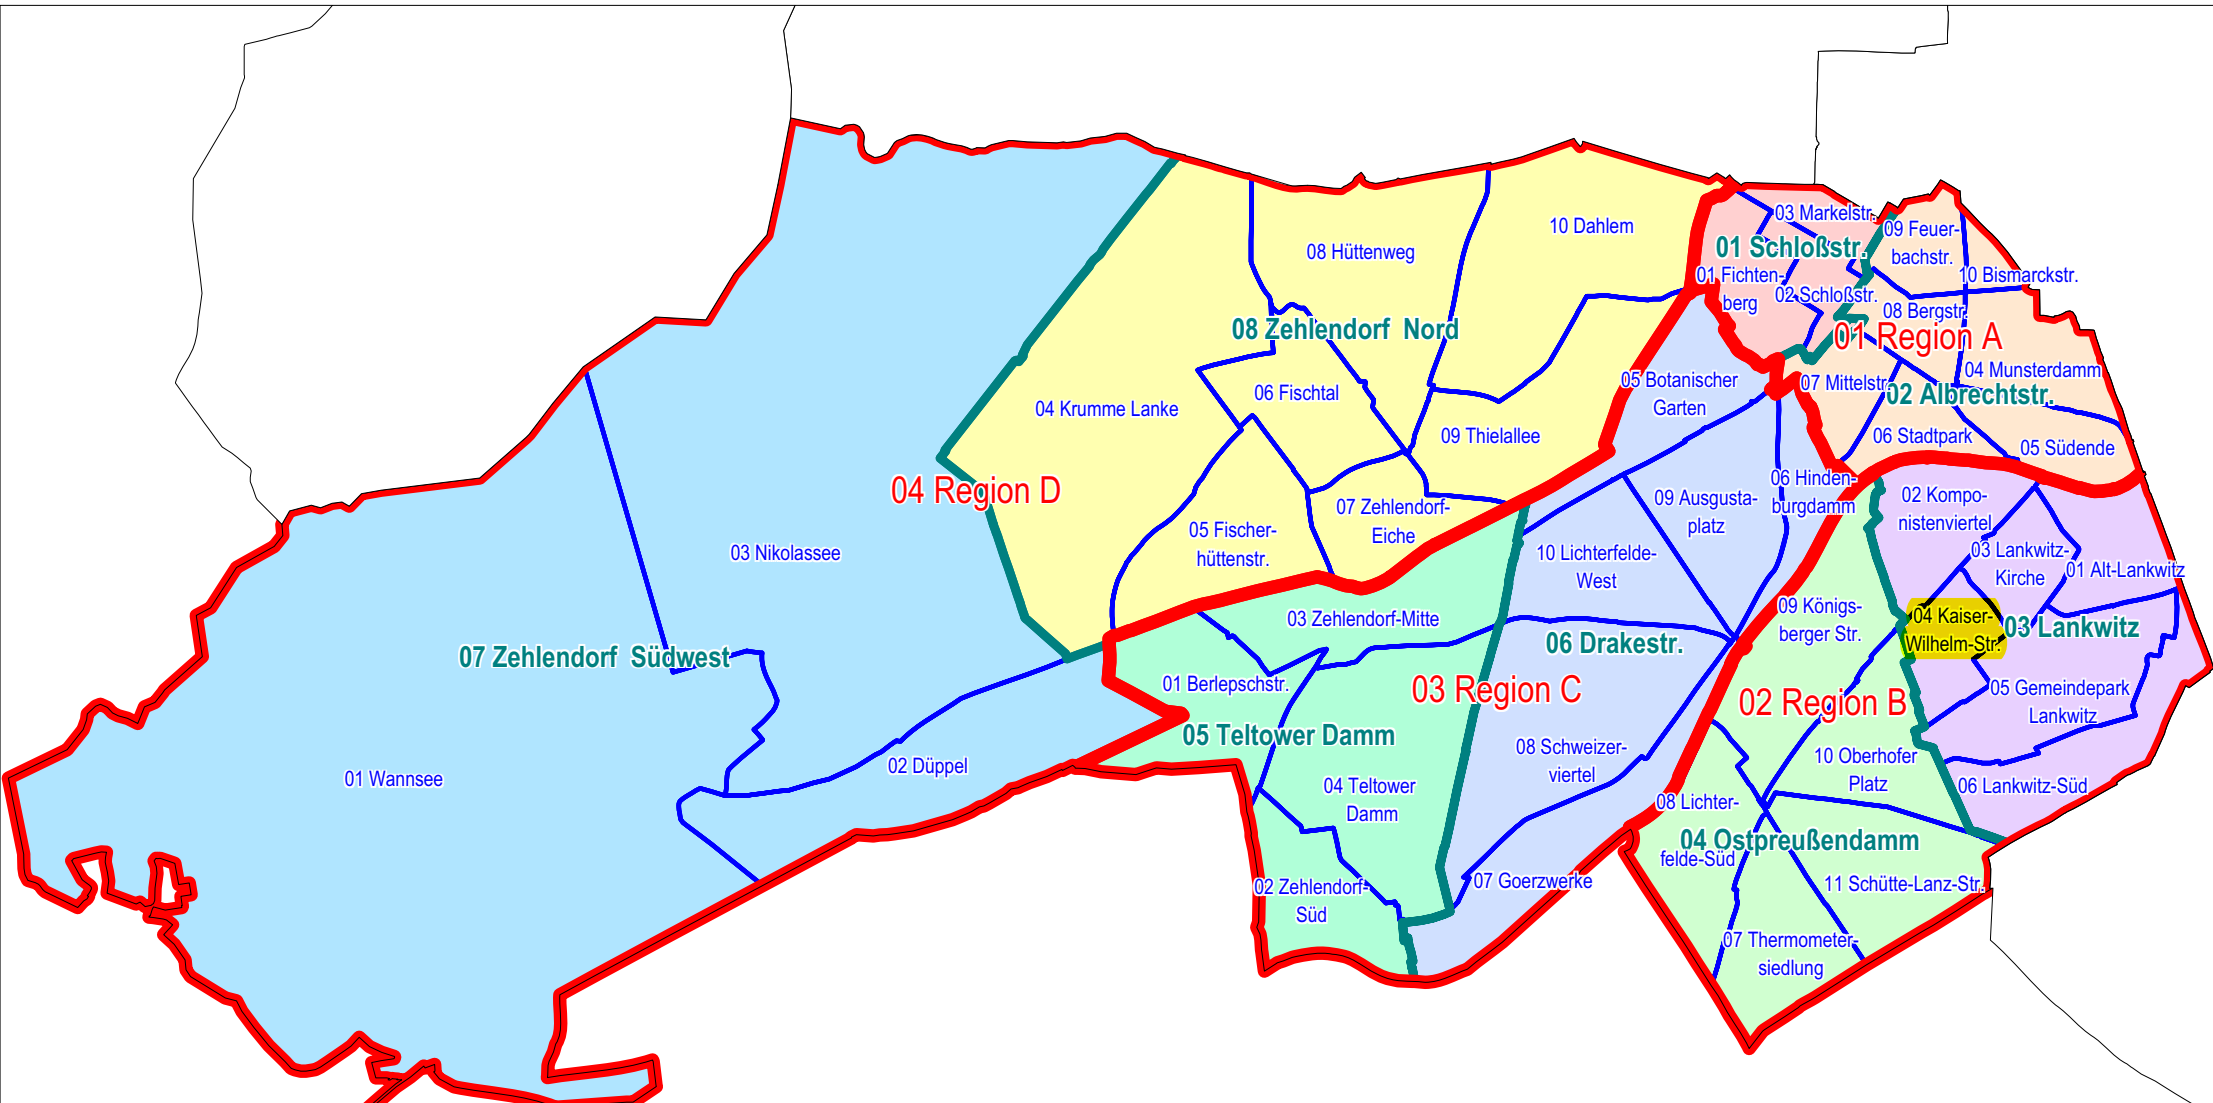 03 Markelstr.
01 Schloßstr.
01 Fichten-
berg
02 Schloßstr.
09 Feuer-
bachstr.
10 Bismarckstr.
08 Bergstr.
01 Region A
04 Munsterdamm
07 Mittelstr.
02 Albrechtstr.
06 Stadtpark
05 Südende
10 Dahlem
08 Hüttenweg
08 Zehlendorf Nord
06 Fischtal
04 Krumme Lanke
09 Thielallee
07 Zehlendorf-
Eiche
05 Fischer-
hüttenstr.
04 Region D
03 Nikolassee
07 Zehlendorf Südwest
01 Wannsee
02 Düppel
05 Botanischer
Garten
06 Hinden-
burgdamm
09 Ausgusta-
platz
10 Lichterfelde-
West
06 Drakestr.
03 Region C
08 Schweizer-
viertel
07 Goerzwerke
03 Zehlendorf-Mitte
01 Berlepschstr.
05 Teltower Damm
04 Teltower
Damm
02 Zehlendorf-
Süd
02 Kompo-
nistenviertel
03 Lankwitz-
Kirche
01 Alt-Lankwitz
04 Kaiser-
Wilhelm-Str.
03 Lankwitz
05 Gemeindepark
Lankwitz
06 Lankwitz-Süd
09 Königs-
berger Str.
02 Region B
10 Oberhofer
Platz
08 Lichter-
felde-Süd
04 Ostpreußendamm
11 Schütte-Lanz-Str.
07 Thermometer-
siedlung